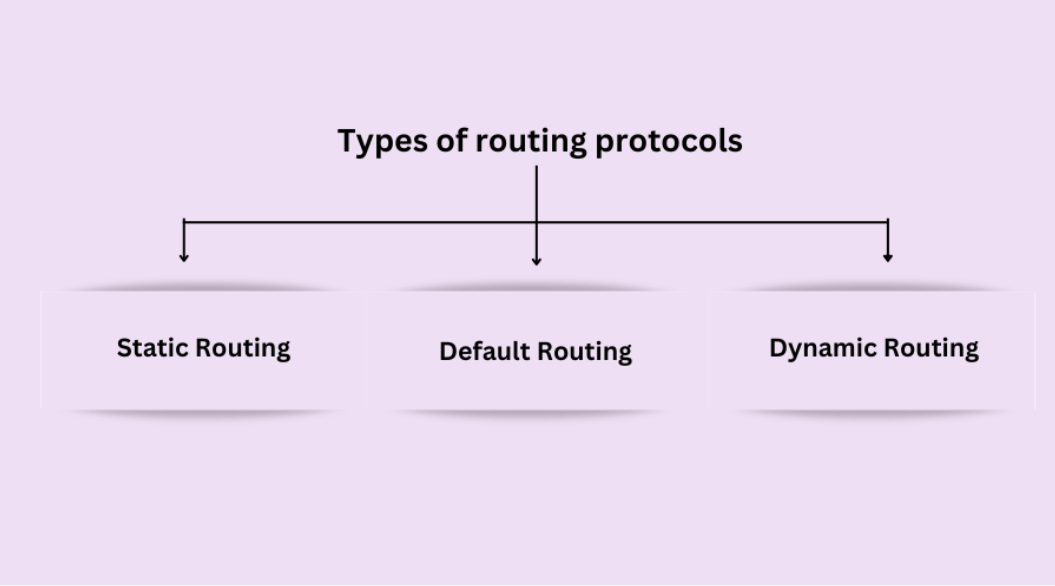 Types of routing protocols
Static Routing
Default Routing
Dynamic Routing